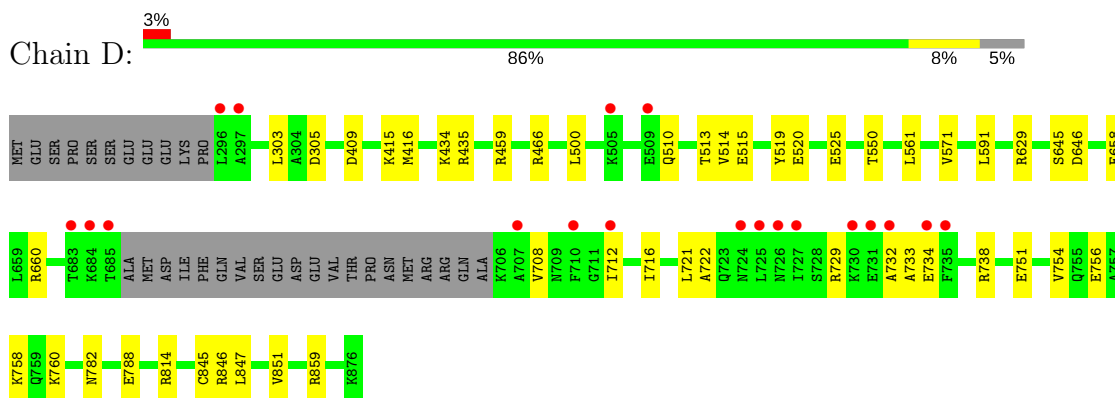 3%
Chain D:
86% 8% 5%
MET GLU SER PRO SER SER GLU GLU GLU LYS PRO L296 A297 L303 A304 D305 D409 K415 M416 K434 R435 R459 R466 L500 K505 E509 Q510 T513 V514 E515 Y519 E520 E525 T550 L561 V571 L591 R629 S645 D646 E658
L659 R660 T683 K684 T685 ALA MET ASP ILE PHE GLN VAL SER GLU ASP GLU VAL THR PRO ASN MET ARG ARG GLN ALA K706 A707 V708 N709 F710 G711 I712 I716 L721 A722 Q723 N724 L725 N726 I727 S728 R729 K730 E731 A732 A733 E734 F735 R738 E751 V754 Q755 E756 A757
K758 Q759 K760 N782 E788 R814 C845 R846 L847 V851 R859 K876